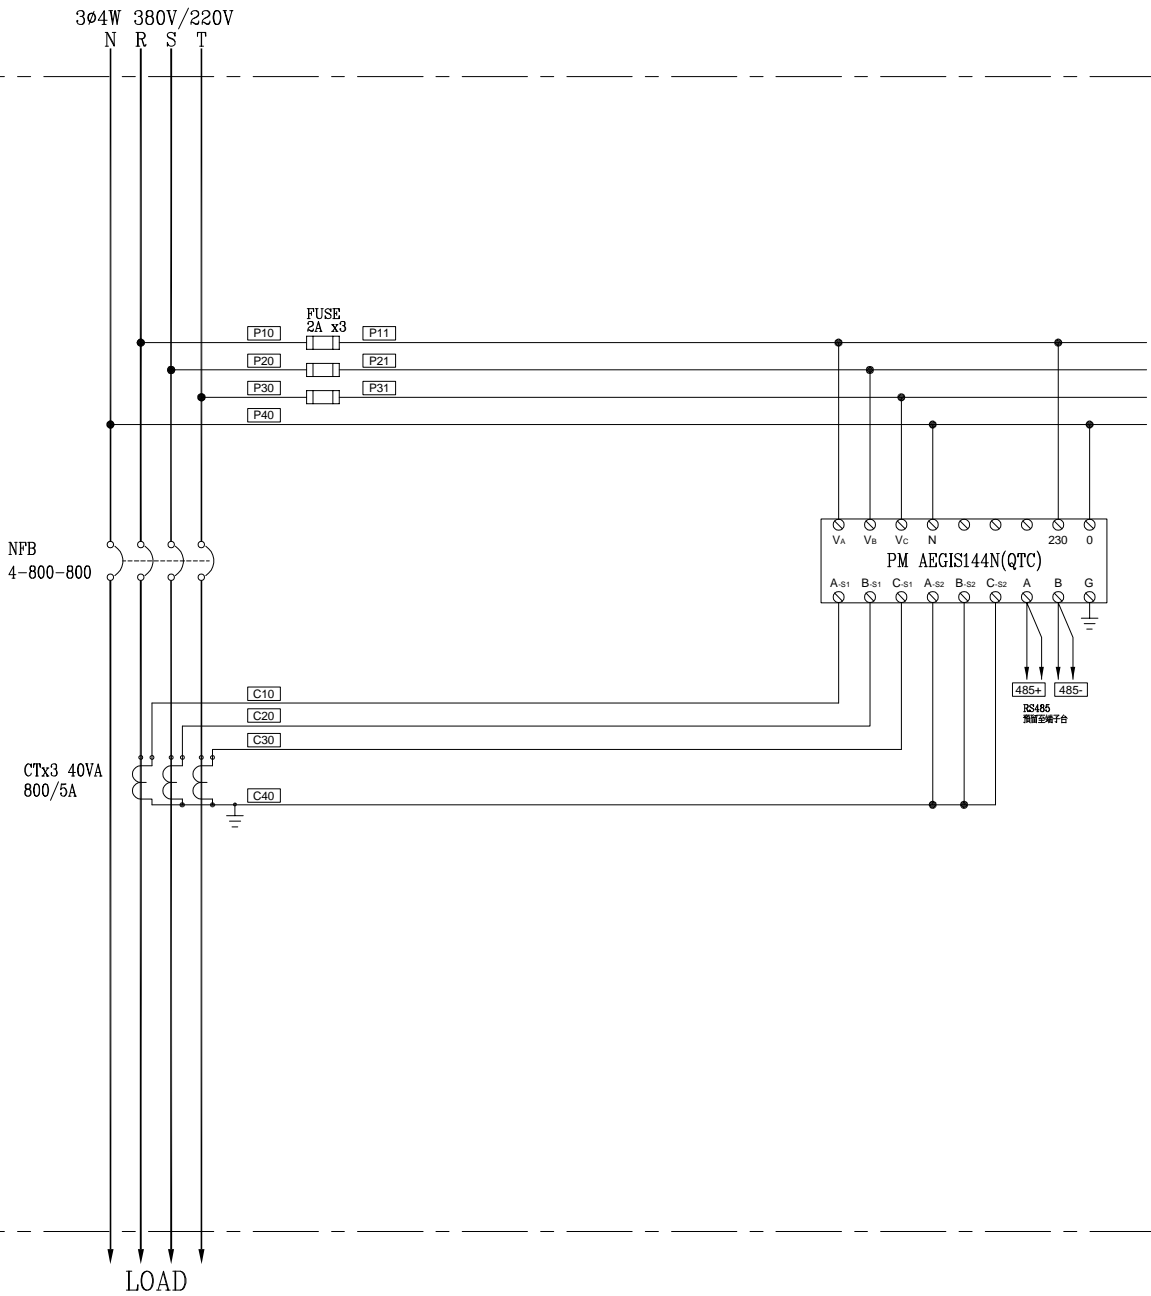 3ø4W 380V/220V
N R S T
FUSE
2A x3
P10 P11
P20 P21
P30 P31
P40
NFB
4-800-800
VA VB VC N 230 0
PM AEGIS144N(QTC)
A-S1 B-S1 C-S1 A-S2 B-S2 C-S2 A B G
485+ 485-
RS485
預留至端子台
C10
C20
C30
CTx3 40VA
800/5A
C40
LOAD